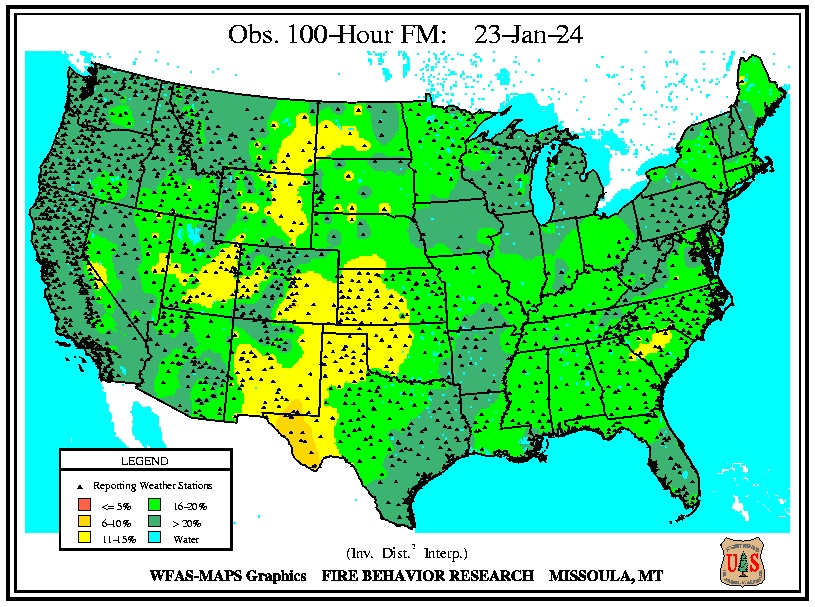 Obs. 100-Hour FM: 23-Jan-24
LEGEND
Reporting Weather Stations
<= 5%
16-20%
6-10%
> 20%
11-15%
Water
(Inv. Dist.² Interp.)
WFAS-MAPS Graphics FIRE BEHAVIOR RESEARCH MISSOULA, MT
U S